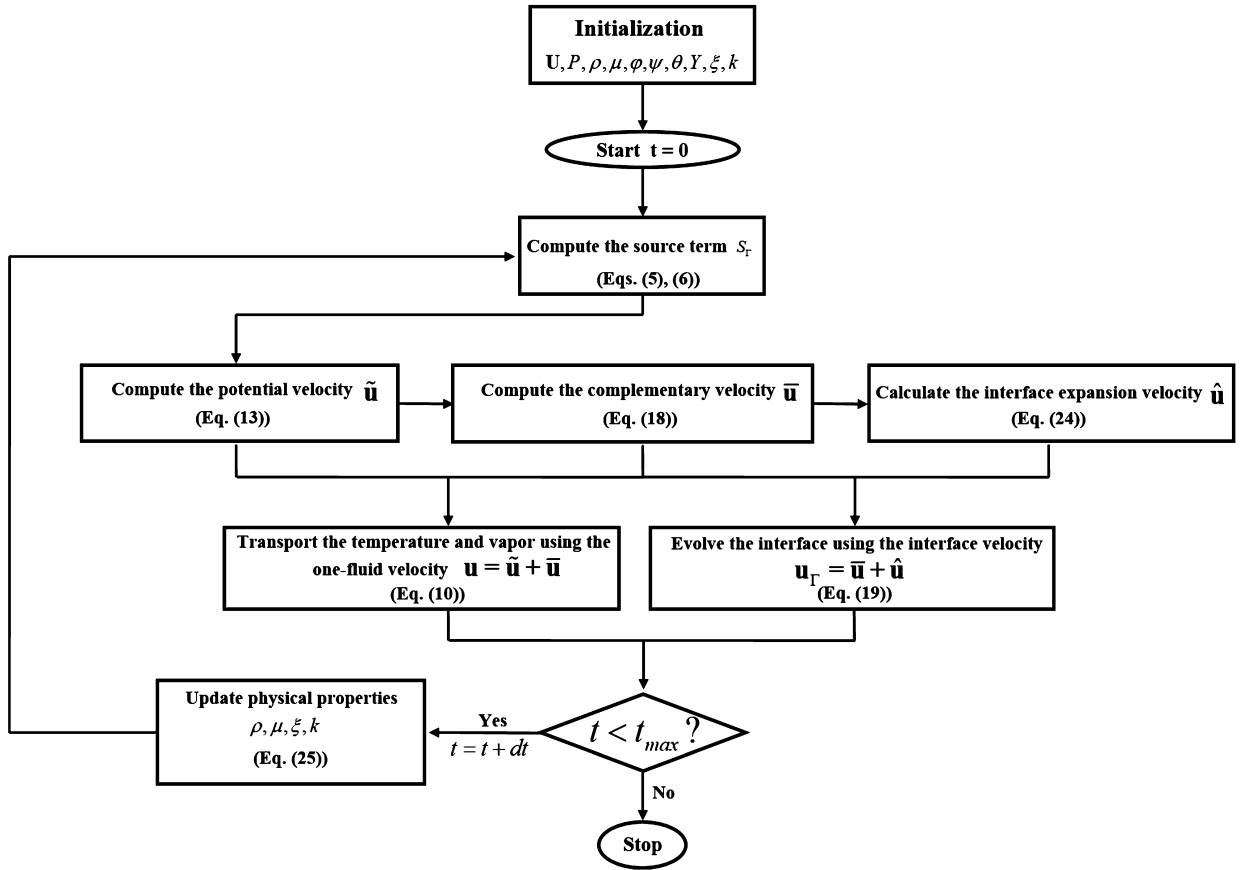 Initialization
U, P, ρ, μ, φ, ψ, θ, Y, ξ, k
Start t = 0
Compute the source term S_Γ
(Eqs. (5), (6))
Compute the potential velocity ũ
(Eq. (13))
Compute the complementary velocity ū
(Eq. (18))
Calculate the interface expansion velocity û
(Eq. (24))
Transport the temperature and vapor using the
one-fluid velocity u = ũ + ū
(Eq. (10))
Evolve the interface using the interface velocity
u_Γ = ū + û
(Eq. (19))
Update physical properties
ρ, μ, ξ, k
(Eq. (25))
Yes
t = t + dt
t < t_max ?
No
Stop